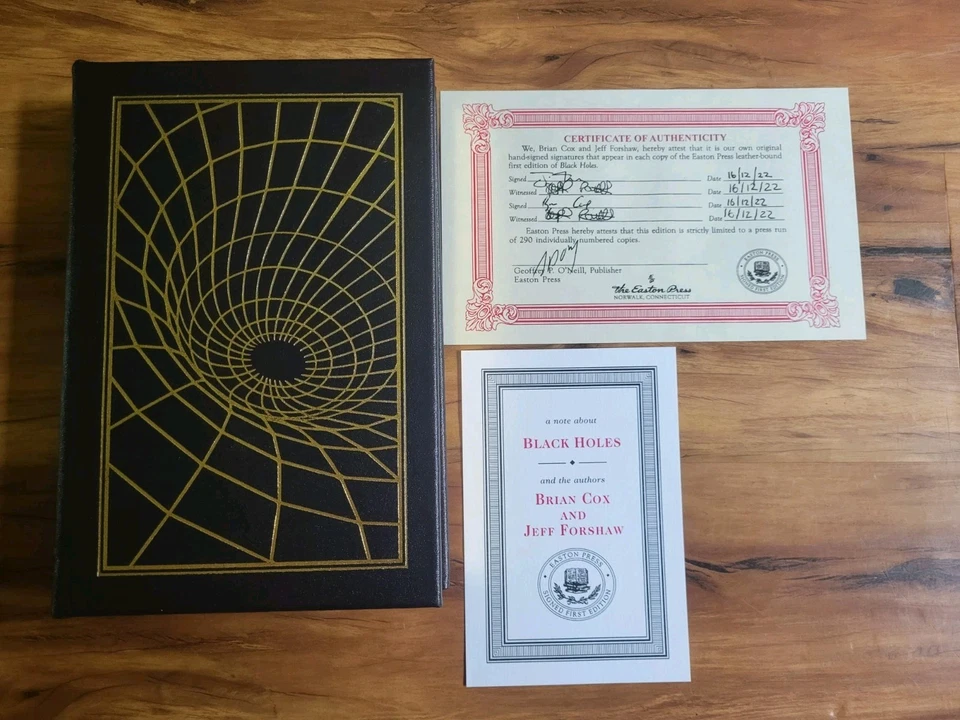 CERTIFICATE OF AUTHENTICITY
We, Brian Cox and Jeff Forshaw, hereby attest that it is our own original
hand-signed signatures that appear in each copy of the Easton Press leather-bound
first edition of Black Holes.
Signed Date 16/12/22
Witnessed Date 16/12/22
Signed Date 16/12/22
Witnessed Date 16/12/22
Easton Press hereby attests that this edition is strictly limited to a press run
of 290 individually numbered copies.
Geoffrey P. O'Neill, Publisher
Easton Press
The Easton Press
NORWALK, CONNECTICUT
EASTON PRESS
SIGNED FIRST EDITION
a note about
BLACK HOLES
and the authors
BRIAN COX
AND
JEFF FORSHAW
EASTON PRESS
SIGNED FIRST EDITION